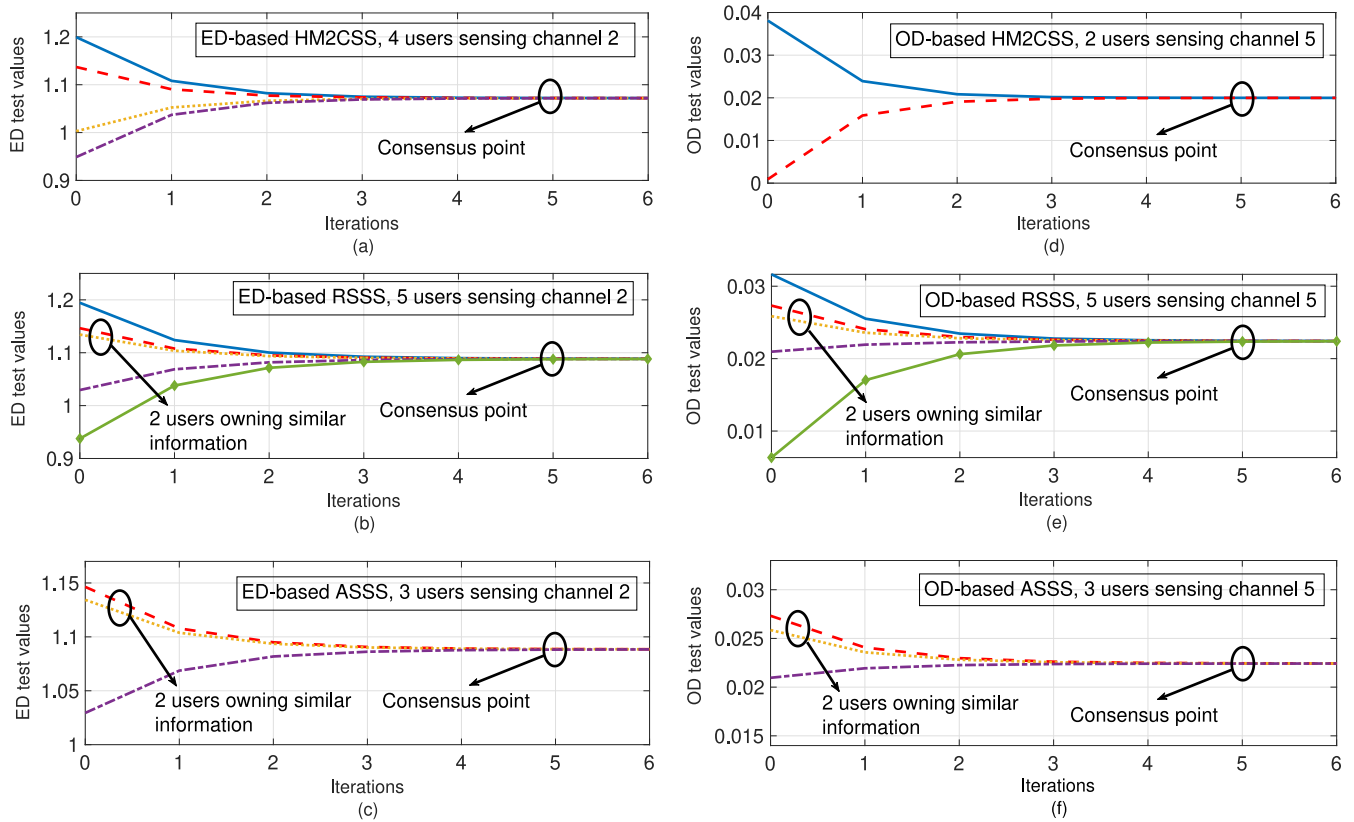 1.2
1.1
1
0.9
ED test values
ED-based HM2CSS, 4 users sensing channel 2
Consensus point
0 1 2 3 4 5 6
Iterations
(a)
0.04
0.03
0.02
0.01
0
OD test values
OD-based HM2CSS, 2 users sensing channel 5
Consensus point
0 1 2 3 4 5 6
Iterations
(d)
1.2
1.1
1
0.9
ED test values
ED-based RSSS, 5 users sensing channel 2
2 users owning similar
information
Consensus point
0 1 2 3 4 5 6
Iterations
(b)
0.03
0.02
0.01
OD test values
OD-based RSSS, 5 users sensing channel 5
2 users owning similar
information
Consensus point
0 1 2 3 4 5 6
Iterations
(e)
1.15
1.1
1.05
1
ED test values
ED-based ASSS, 3 users sensing channel 2
2 users owning similar
information
Consensus point
0 1 2 3 4 5 6
Iterations
(c)
0.03
0.025
0.02
0.015
OD test values
OD-based ASSS, 3 users sensing channel 5
2 users owning similar
information
Consensus point
0 1 2 3 4 5 6
Iterations
(f)